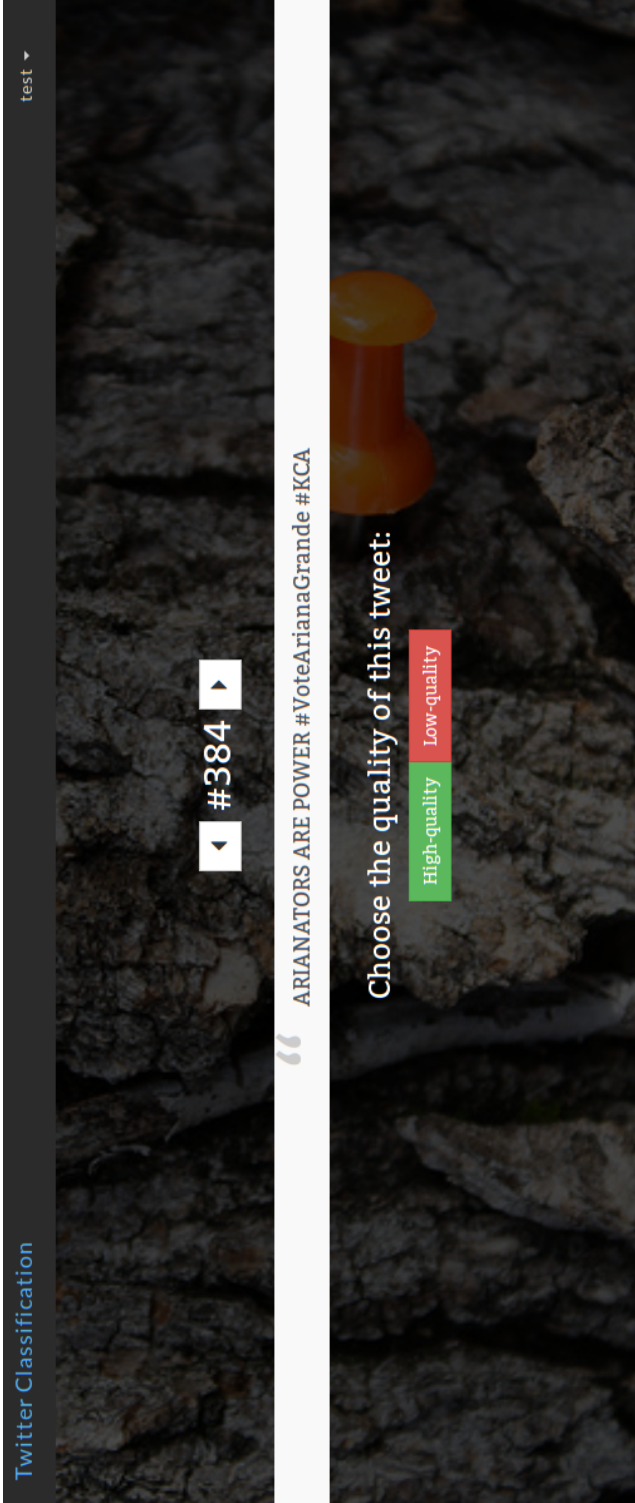 Twitter Classification
test
#384
“ ARIANATORS ARE POWER #VoteArianaGrande #KCA
Choose the quality of this tweet:
High-quality Low-quality